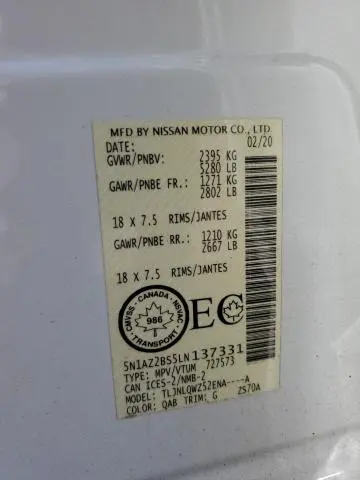 MFD BY NISSAN MOTOR CO., LTD.
DATE: 02/20
GVWR/PNBV: 2395 KG
5280 LB
GAWR/PNBE FR.: 1271 KG
2802 LB
18 X 7.5 RIMS/JANTES
GAWR/PNBE RR.: 1210 KG
2667 LB
18 X 7.5 RIMS/JANTES
CMVSS · CANADA · NSVAC
986
TRANSPORT
EC
5N1AZ2BS5LN137331
TYPE: MPV/VTUM 727573
CAN ICES-2/NMB-2
MODEL: TLJNLQWZ52ENA----A
COLOR: QAB TRIM: G ZS70A